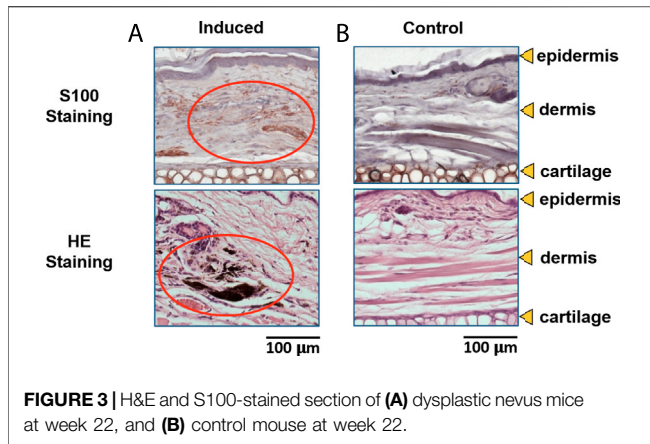 A Induced B Control
S100
Staining
epidermis
dermis
cartilage
HE
Staining
epidermis
dermis
cartilage
100 µm 100 µm
FIGURE 3 | H&E and S100-stained section of (A) dysplastic nevus mice
at week 22, and (B) control mouse at week 22.